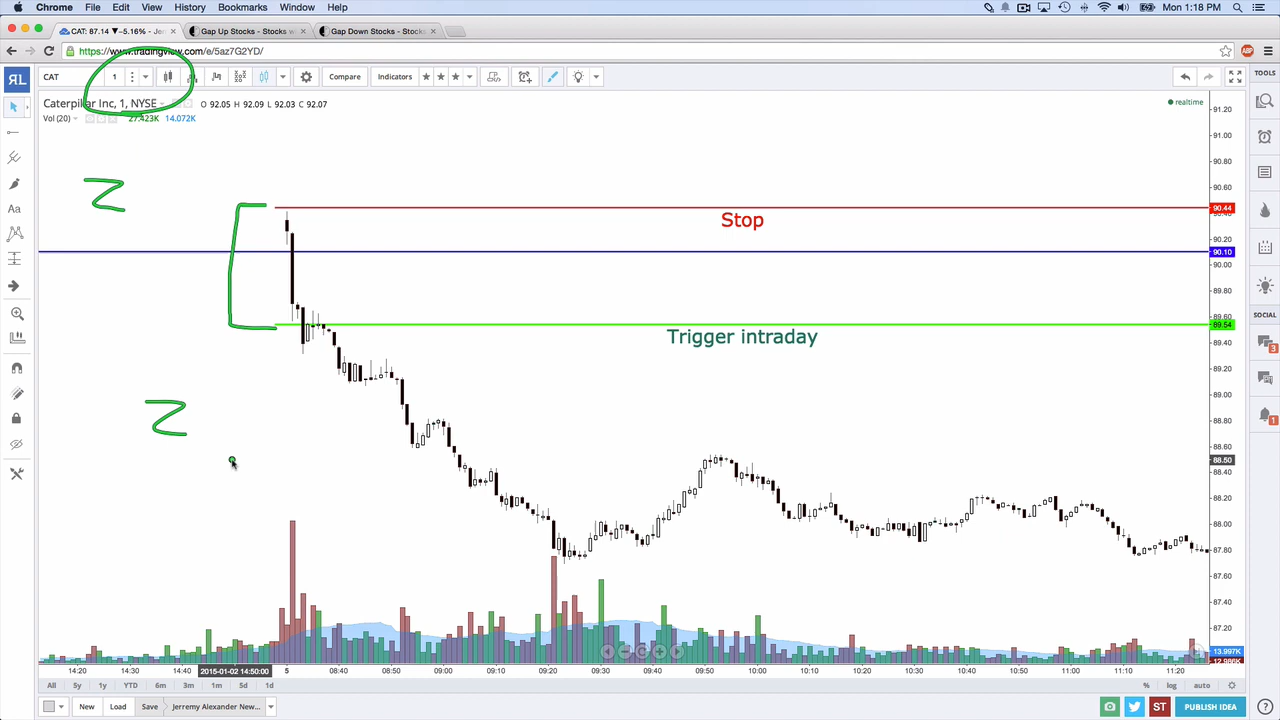 Chrome File Edit View History Bookmarks Window Help
Mon 1:18 PM
CAT: 87.14 ▼-5.16% - Jer
Gap Up Stocks - Stocks w
Gap Down Stocks - Stocks
Jerremy
https://www.tradingview.com/e/5az7G2YD/
CAT 1 Compare Indicators
TOOLS
Caterpillar Inc, 1, NYSE O 92.05 H 92.09 L 92.03 C 92.07
realtime
Vol (20) 27.423K 14.072K
91.20
91.00
90.80
90.60
90.44
90.20
90.10
90.00
89.80
89.60
89.54
89.40
89.20
89.00
88.80
88.60
88.50
88.40
88.20
88.00
87.80
87.60
87.40
87.20
13.997K
12.986K
Stop
Trigger intraday
Z
Z
SOCIAL
3
1
14:20 14:30 14:40 2015-01-02 14:50:00 5 08:40 08:50 09:00 09:10 09:20 09:30 09:40 09:50 10:00 10:10 10:20 10:30 10:40 10:50 11:00 11:10 11:20
All 5y 1y YTD 6m 3m 1m 5d 1d % log auto
New Load Save Jerremy Alexander New... ST PUBLISH IDEA